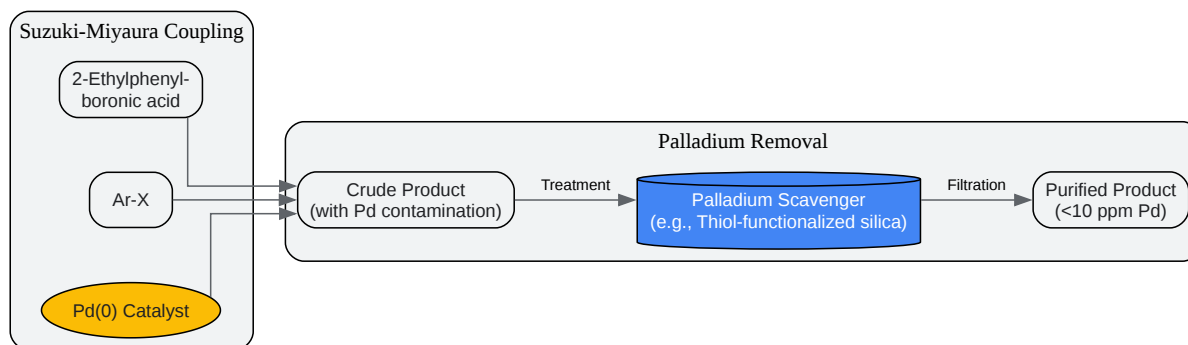 Suzuki-Miyaura Coupling
2-Ethylphenyl-
boronic acid
Ar-X
Pd(0) Catalyst
Palladium Removal
Crude Product
(with Pd contamination)
Treatment
Palladium Scavenger
(e.g., Thiol-functionalized silica)
Filtration
Purified Product
(<10 ppm Pd)